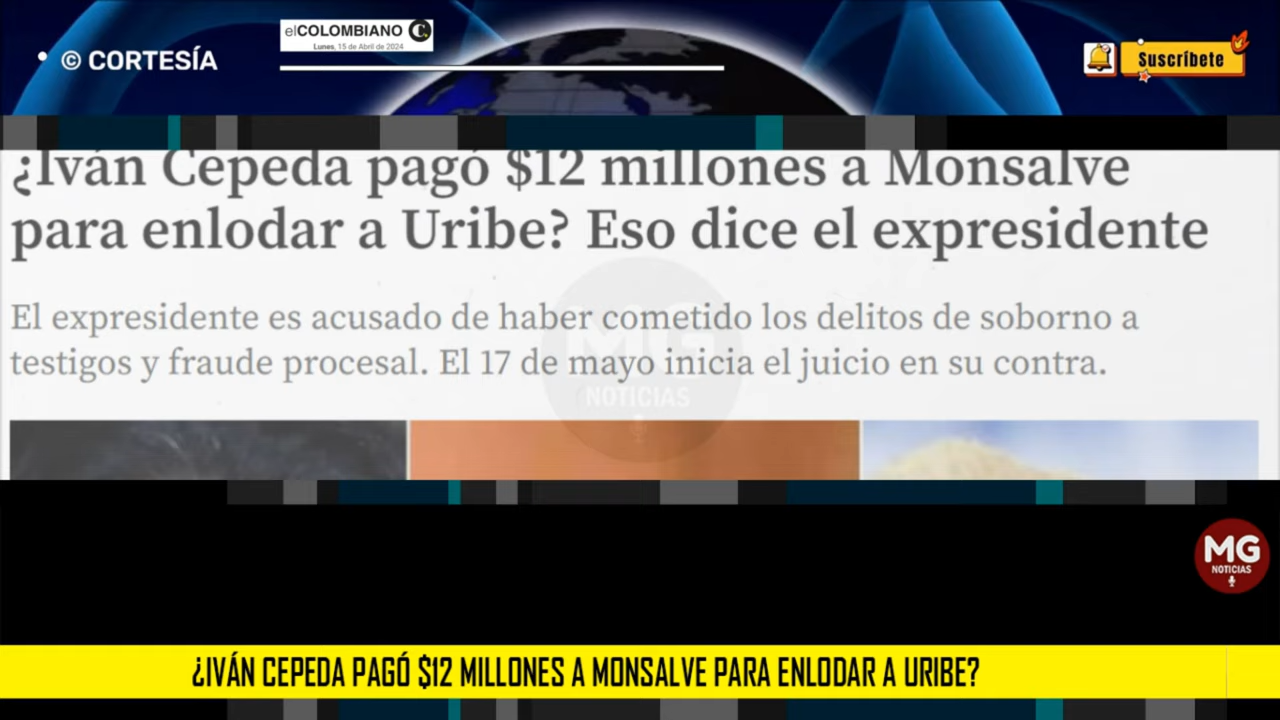 © CORTESÍA
elCOLOMBIANO C.
Lunes, 15 de Abril de 2024
Suscríbete
¿Iván Cepeda pagó $12 millones a Monsalve
para enlodar a Uribe? Eso dice el expresidente
El expresidente es acusado de haber cometido los delitos de soborno a
testigos y fraude procesal. El 17 de mayo inicia el juicio en su contra.
MG
NOTICIAS
MG
NOTICIAS
¿IVÁN CEPEDA PAGÓ $12 MILLONES A MONSALVE PARA ENLODAR A URIBE?